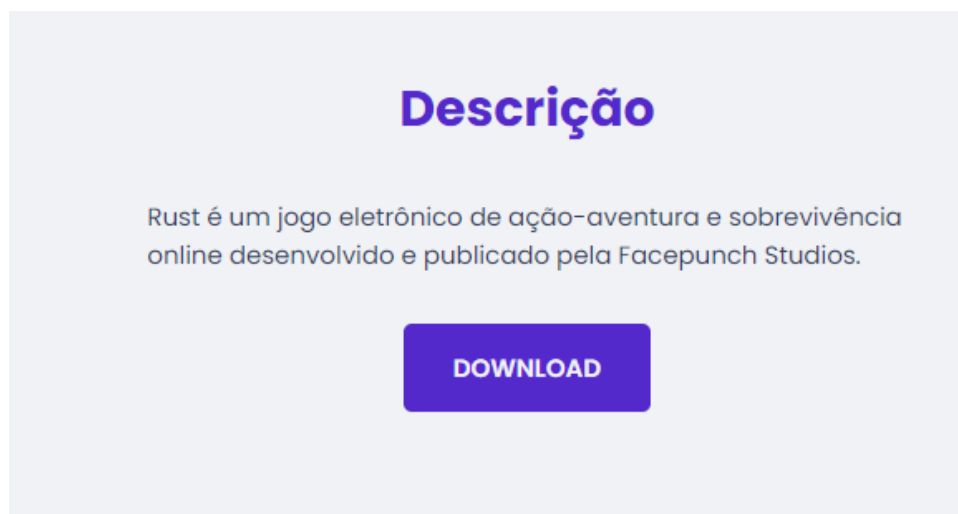 Descrição
Rust é um jogo eletrônico de ação-aventura e sobrevivência
online desenvolvido e publicado pela Facepunch Studios.
DOWNLOAD